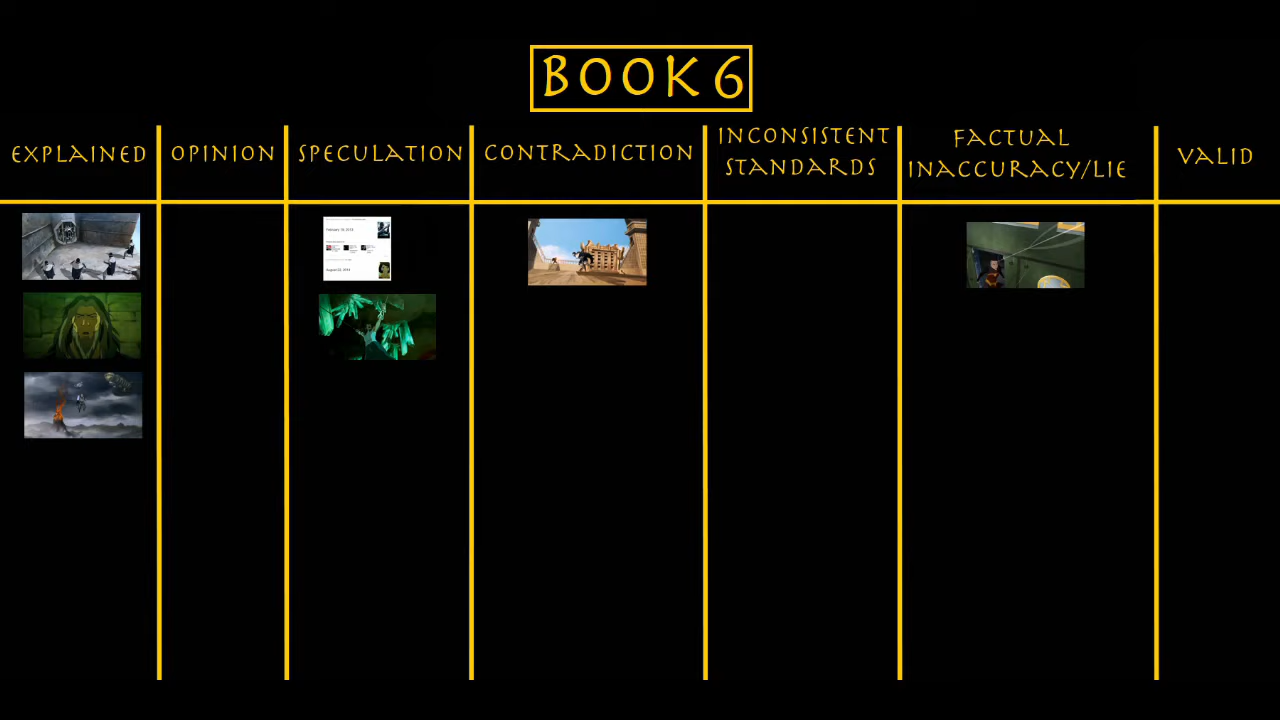 BOOK 6
EXPLAINED
OPINION
SPECULATION
CONTRADICTION
INCONSISTENT
STANDARDS
FACTUAL
INACCURACY/LIE
VALID